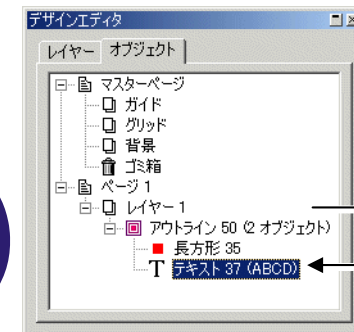 デザインエディタ
レイヤー オブジェクト
マスターページ
ガイド
グリッド
背景
ゴミ箱
ページ 1
レイヤー 1
アウトライン 50 (2 オブジェクト)
長方形 35
T テキスト 37 (ABCD)